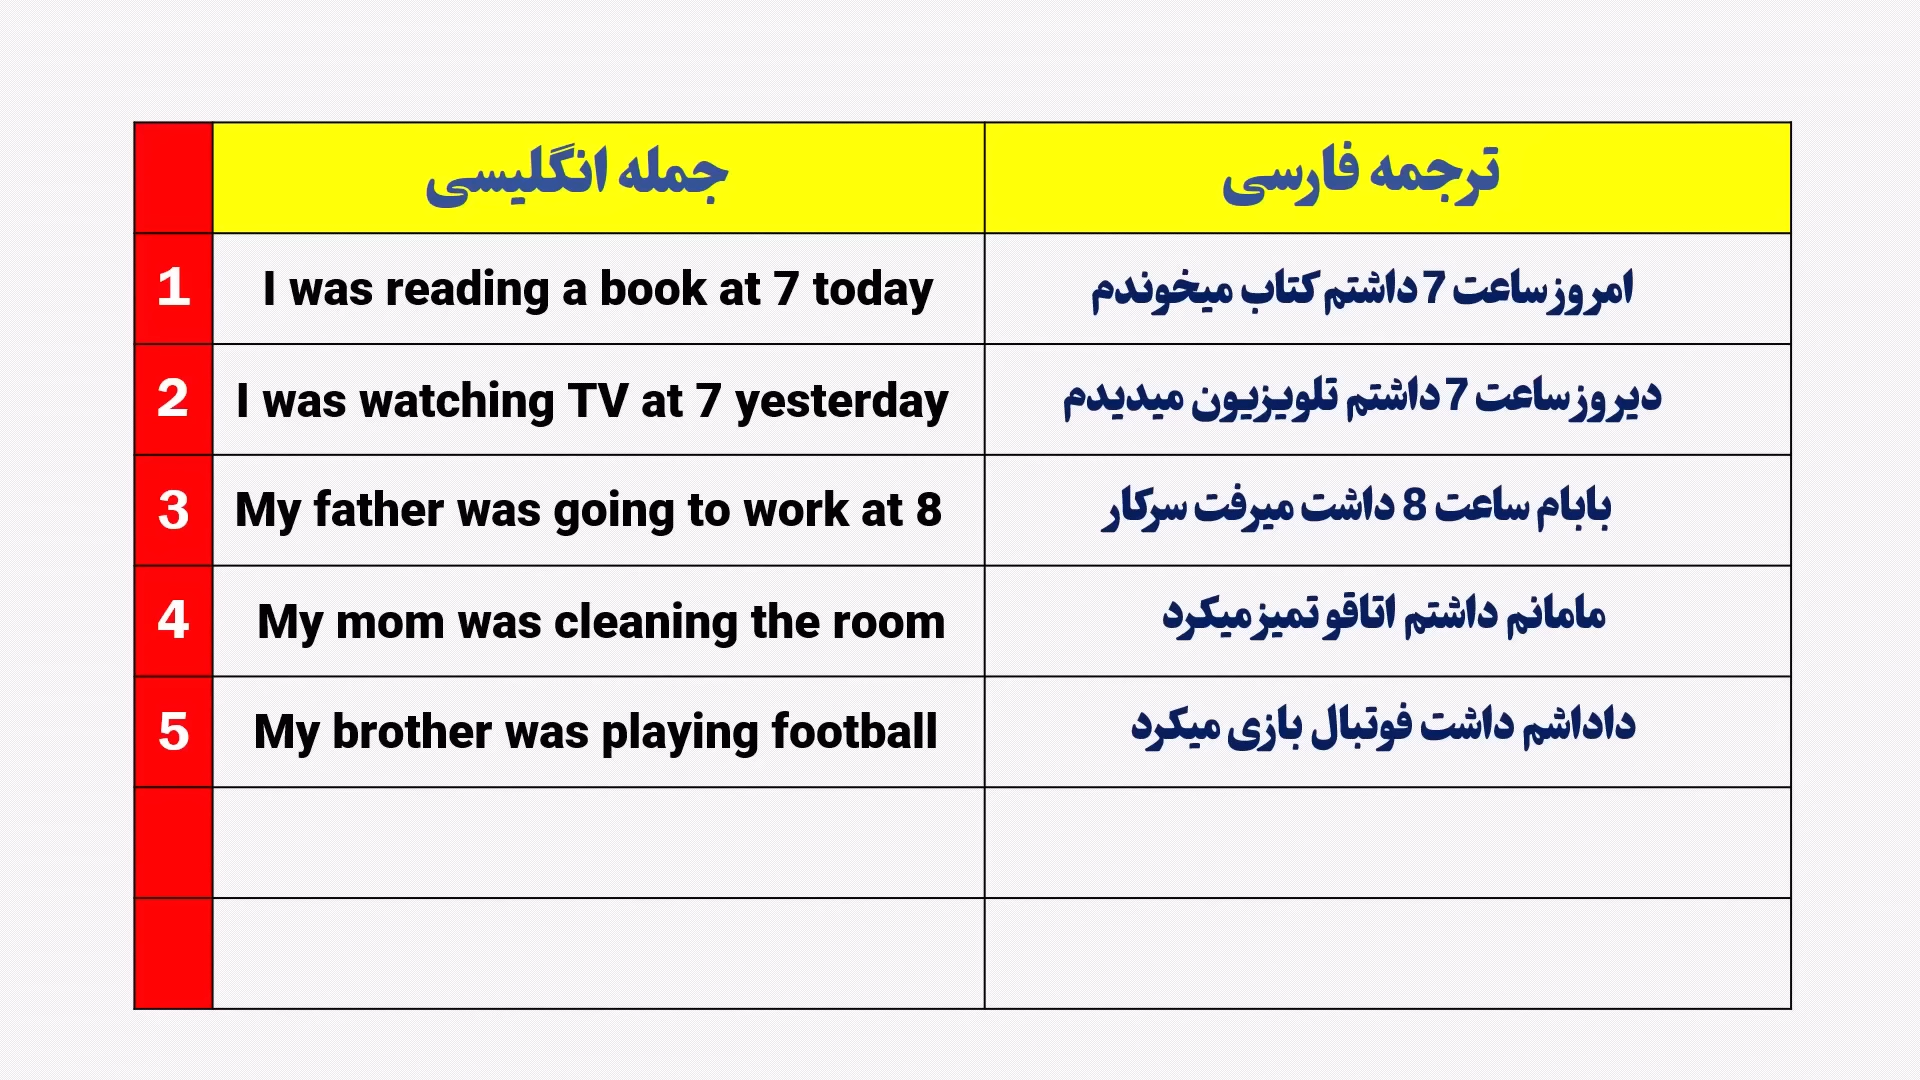 جمله انگلیسی ترجمه فارسی
1 I was reading a book at 7 today امروز ساعت 7 داشتم کتاب میخوندم
2 I was watching TV at 7 yesterday دیروز ساعت 7 داشتم تلویزیون میدیدم
3 My father was going to work at 8 بابام ساعت 8 داشت میرفت سرکار
4 My mom was cleaning the room مامانم داشتم اتاقو تمیز میکرد
5 My brother was playing football داداشم داشت فوتبال بازی میکرد